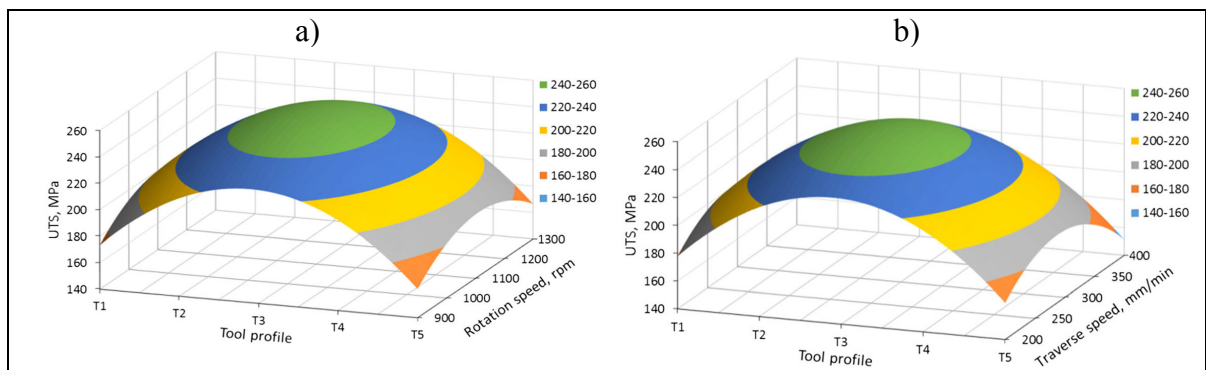 a)
240-260
220-240
200-220
180-200
160-180
140-160
260
240
220
200
180
160
140
UTS, MPa
T1
T2
T3
T4
T5
Tool profile
900
1000
1100
1200
1300
Rotation speed, rpm
b)
240-260
220-240
200-220
180-200
160-180
140-160
260
240
220
200
180
160
140
UTS, MPa
T1
T2
T3
T4
T5
Tool profile
200
250
300
350
400
Traverse speed, mm/min